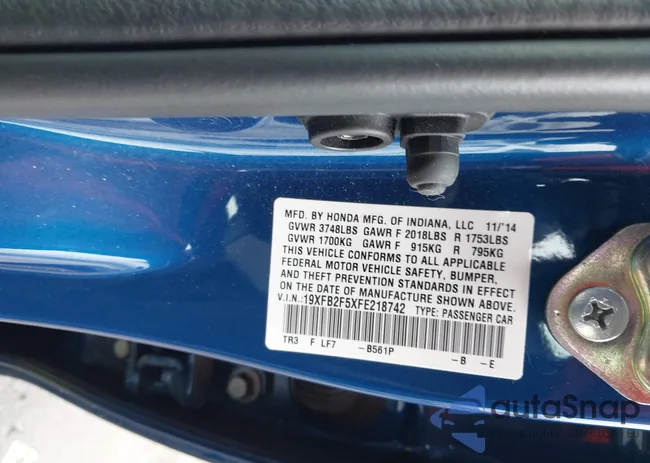 MFD. BY HONDA MFG. OF INDIANA, LLC 11/'14
GVWR 3748LBS GAWR F 2018LBS R 1753LBS
GVWR 1700KG GAWR F 915KG R 795KG
THIS VEHICLE CONFORMS TO ALL APPLICABLE
FEDERAL MOTOR VEHICLE SAFETY, BUMPER,
AND THEFT PREVENTION STANDARDS IN EFFECT
ON THE DATE OF MANUFACTURE SHOWN ABOVE.
V.I.N.: 19XFB2F5XFE218742 TYPE: PASSENGER CAR
TR3 F LF7 -B561P -B -E
autoSnap